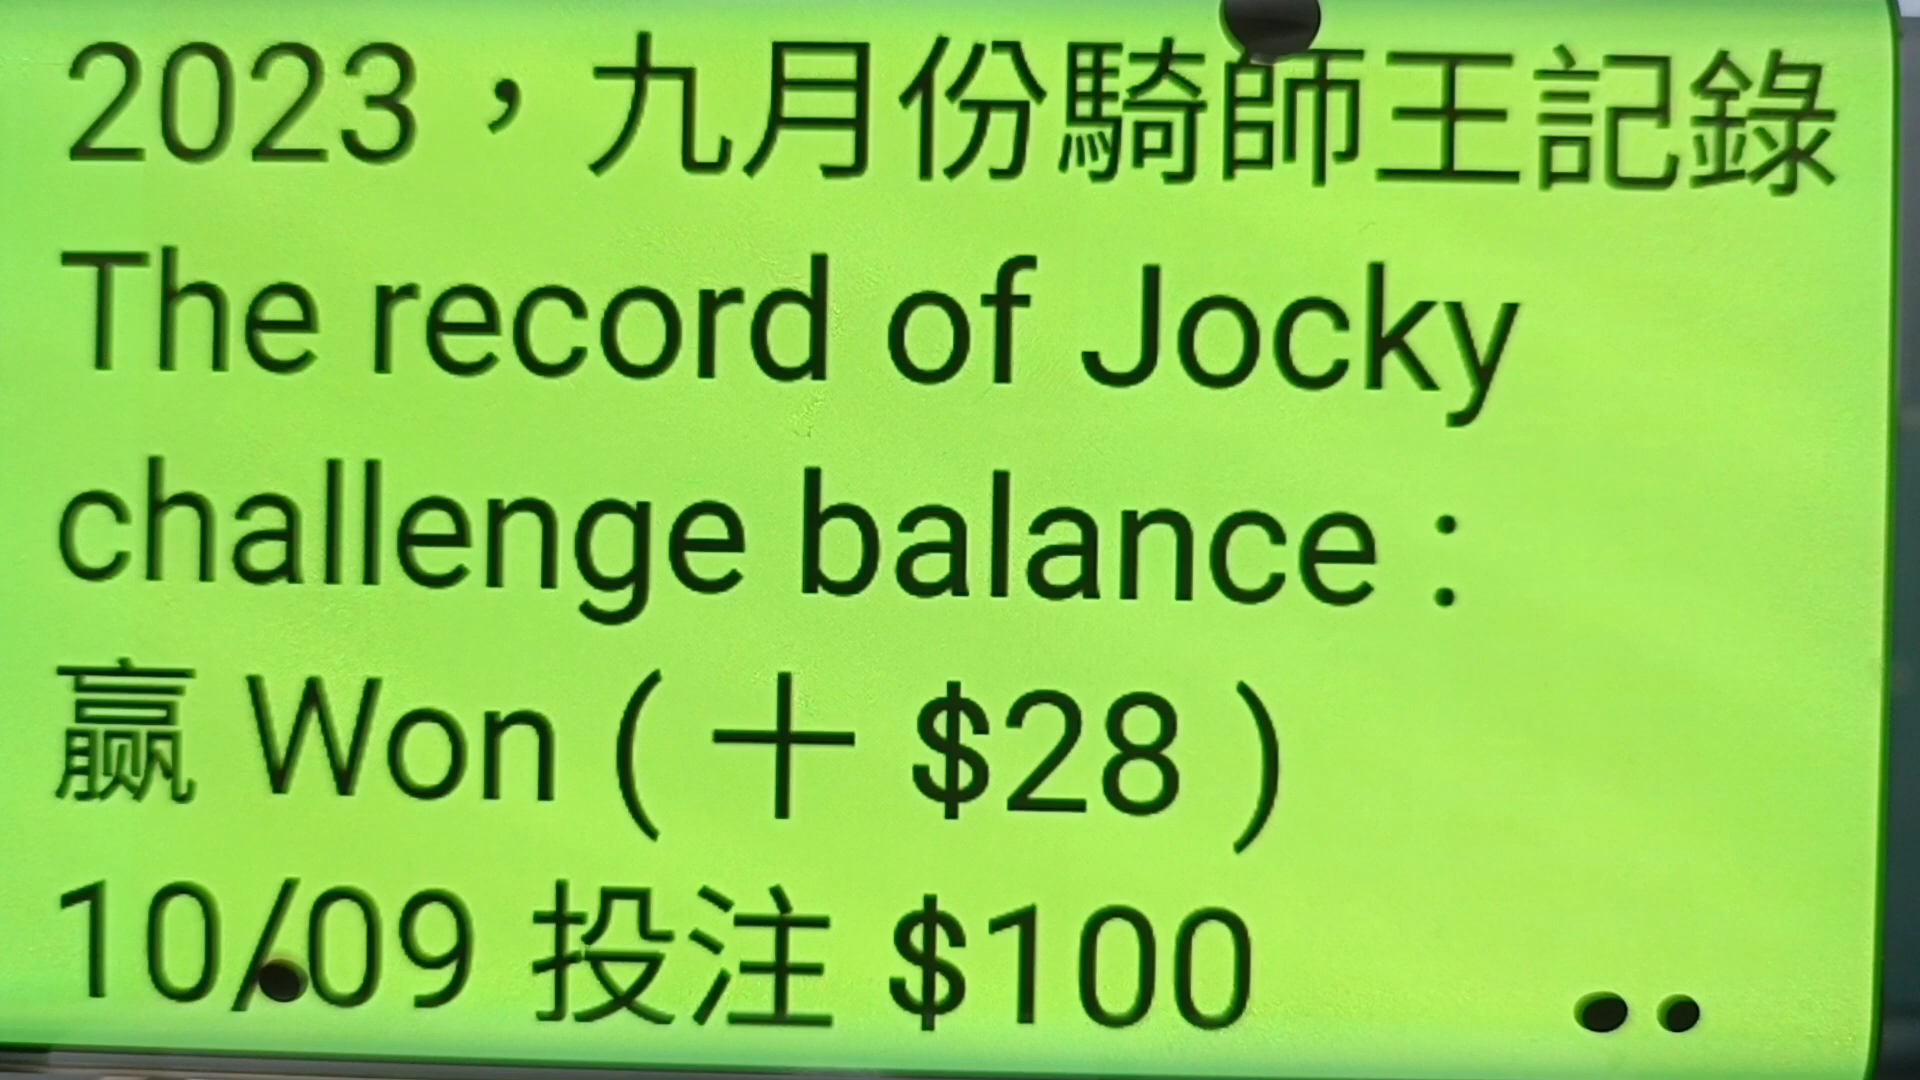 2023，九月份騎師王記錄
The record of Jocky
challenge balance :
赢 Won ( ＋ $28 )
10/09 投注 $100